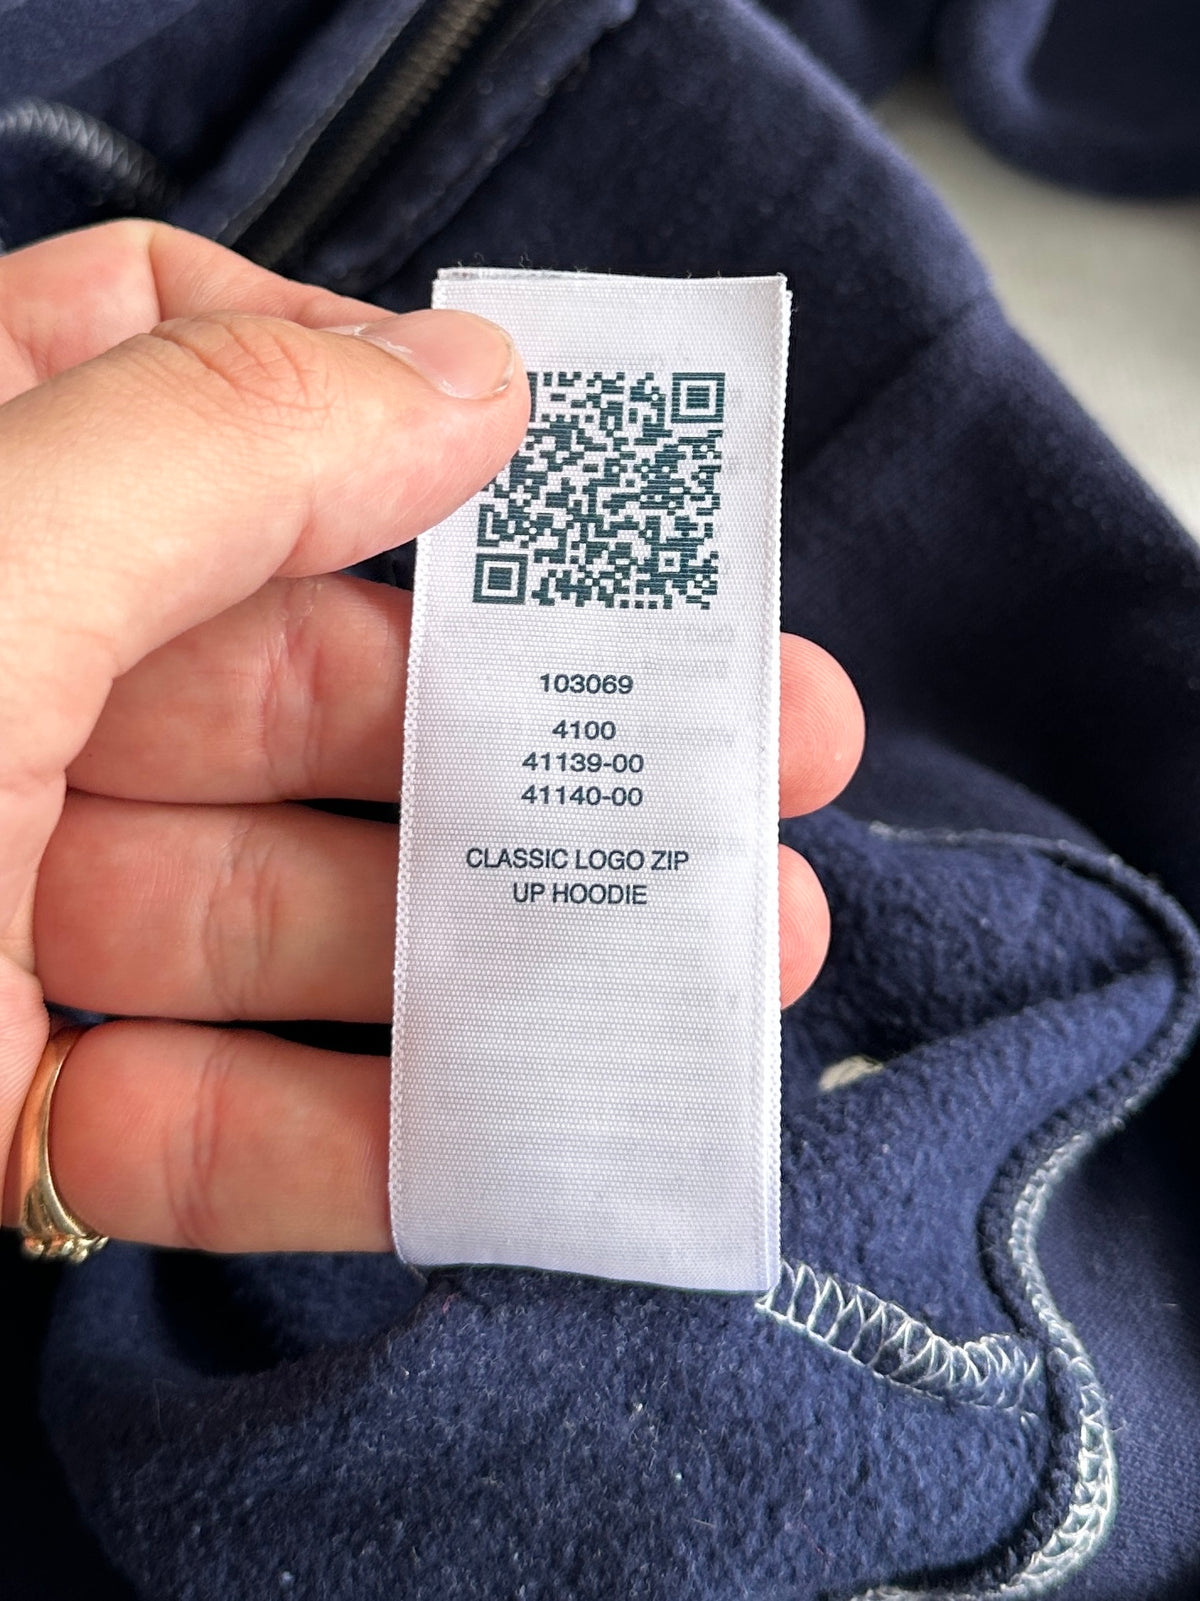 103069
4100
41139-00
41140-00
CLASSIC LOGO ZIP
UP HOODIE